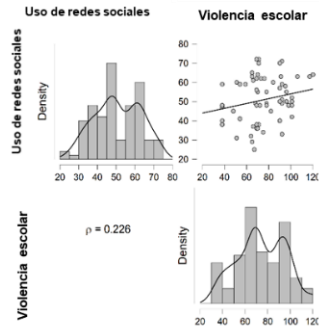 Uso de redes sociales
Violencia escolar
Uso de redes sociales
Density
20 30 40 50 60 70 80
80
70
60
50
40
30
20
20 40 60 80 100 120
Violencia escolar
ρ = 0.226
Density
20 40 60 80 100 120